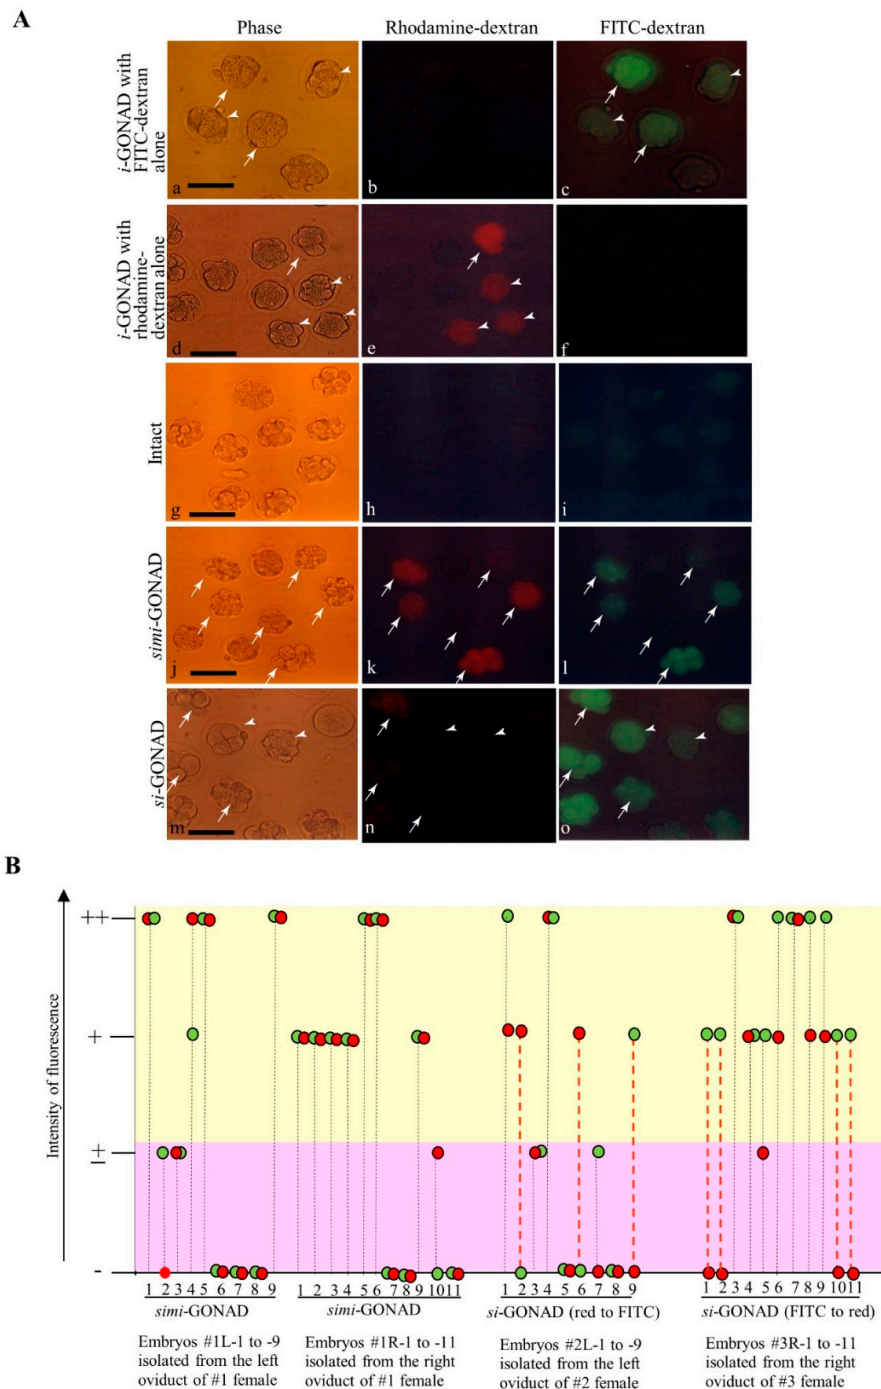 A
Phase
Rhodamine-dextran
FITC-dextran
i-GONAD with
FITC-dextran
alone
a
b
c
i-GONAD with
rhodamine-
dextran alone
d
e
f
Intact
g
h
i
simi-GONAD
j
k
l
si-GONAD
m
n
o
B
Intensity of fluorescence
++
+
±
-
1 2 3 4 5 6 7 8 9
1 2 3 4 5 6 7 8 9 10 11
1 2 3 4 5 6 7 8 9
1 2 3 4 5 6 7 8 9 10 11
simi-GONAD
simi-GONAD
si-GONAD (red to FITC)
si-GONAD (FITC to red)
Embryos #1L-1 to -9
isolated from the left
oviduct of #1 female
Embryos #1R-1 to -11
isolated from the right
oviduct of #1 female
Embryos #2L-1 to -9
isolated from the left
oviduct of #2 female
Embryos #3R-1 to -11
isolated from the right
oviduct of #3 female